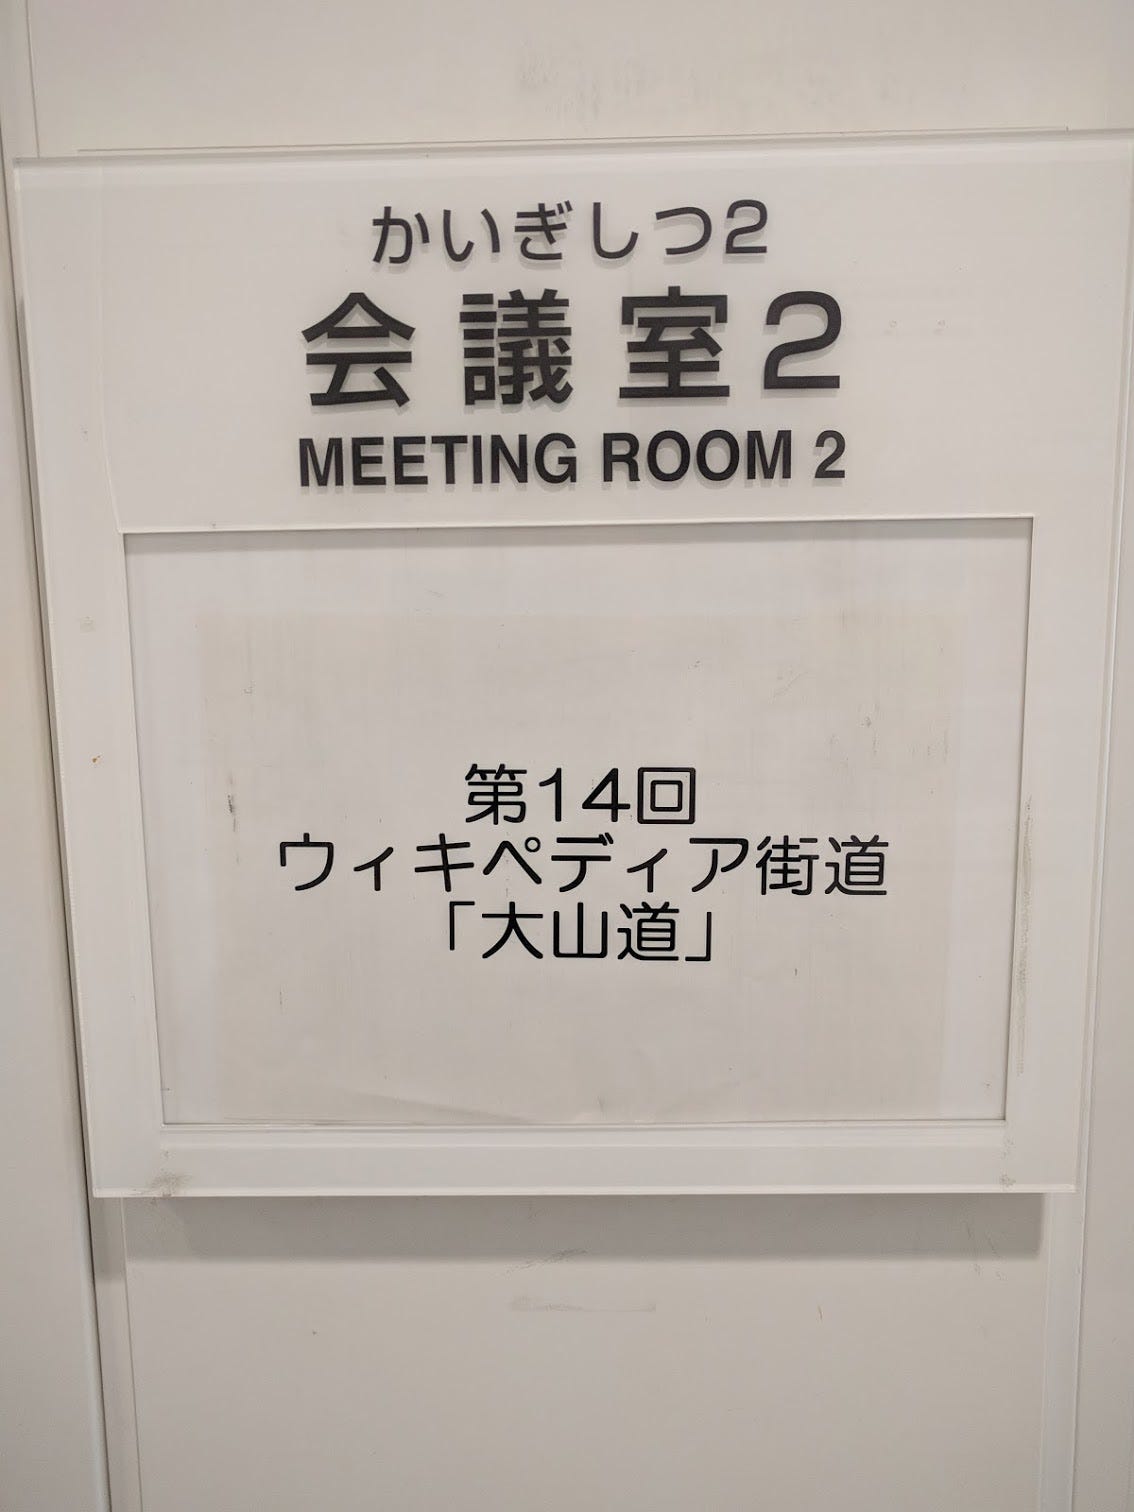 かいぎしつ2
会議室2
MEETING ROOM 2
第14回
ウィキペディア街道
「大山道」